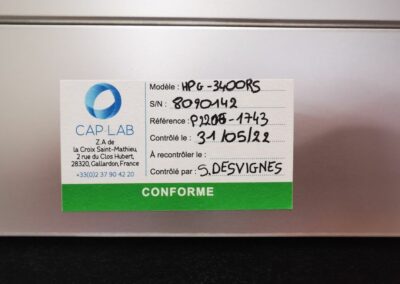 CAP LAB
Z.A de
la Croix Saint-Mathieu,
2 rue du Clos Hubert,
28320, Gallardon, France
+33(0)2 37 90 42 20
Modèle : HPG-3400RS
S/N : 8090142
Référence : P2205-1743
Contrôlé le : 31/05/22
À recontrôler le :
Contrôlé par : S. DESVIGNES
CONFORME